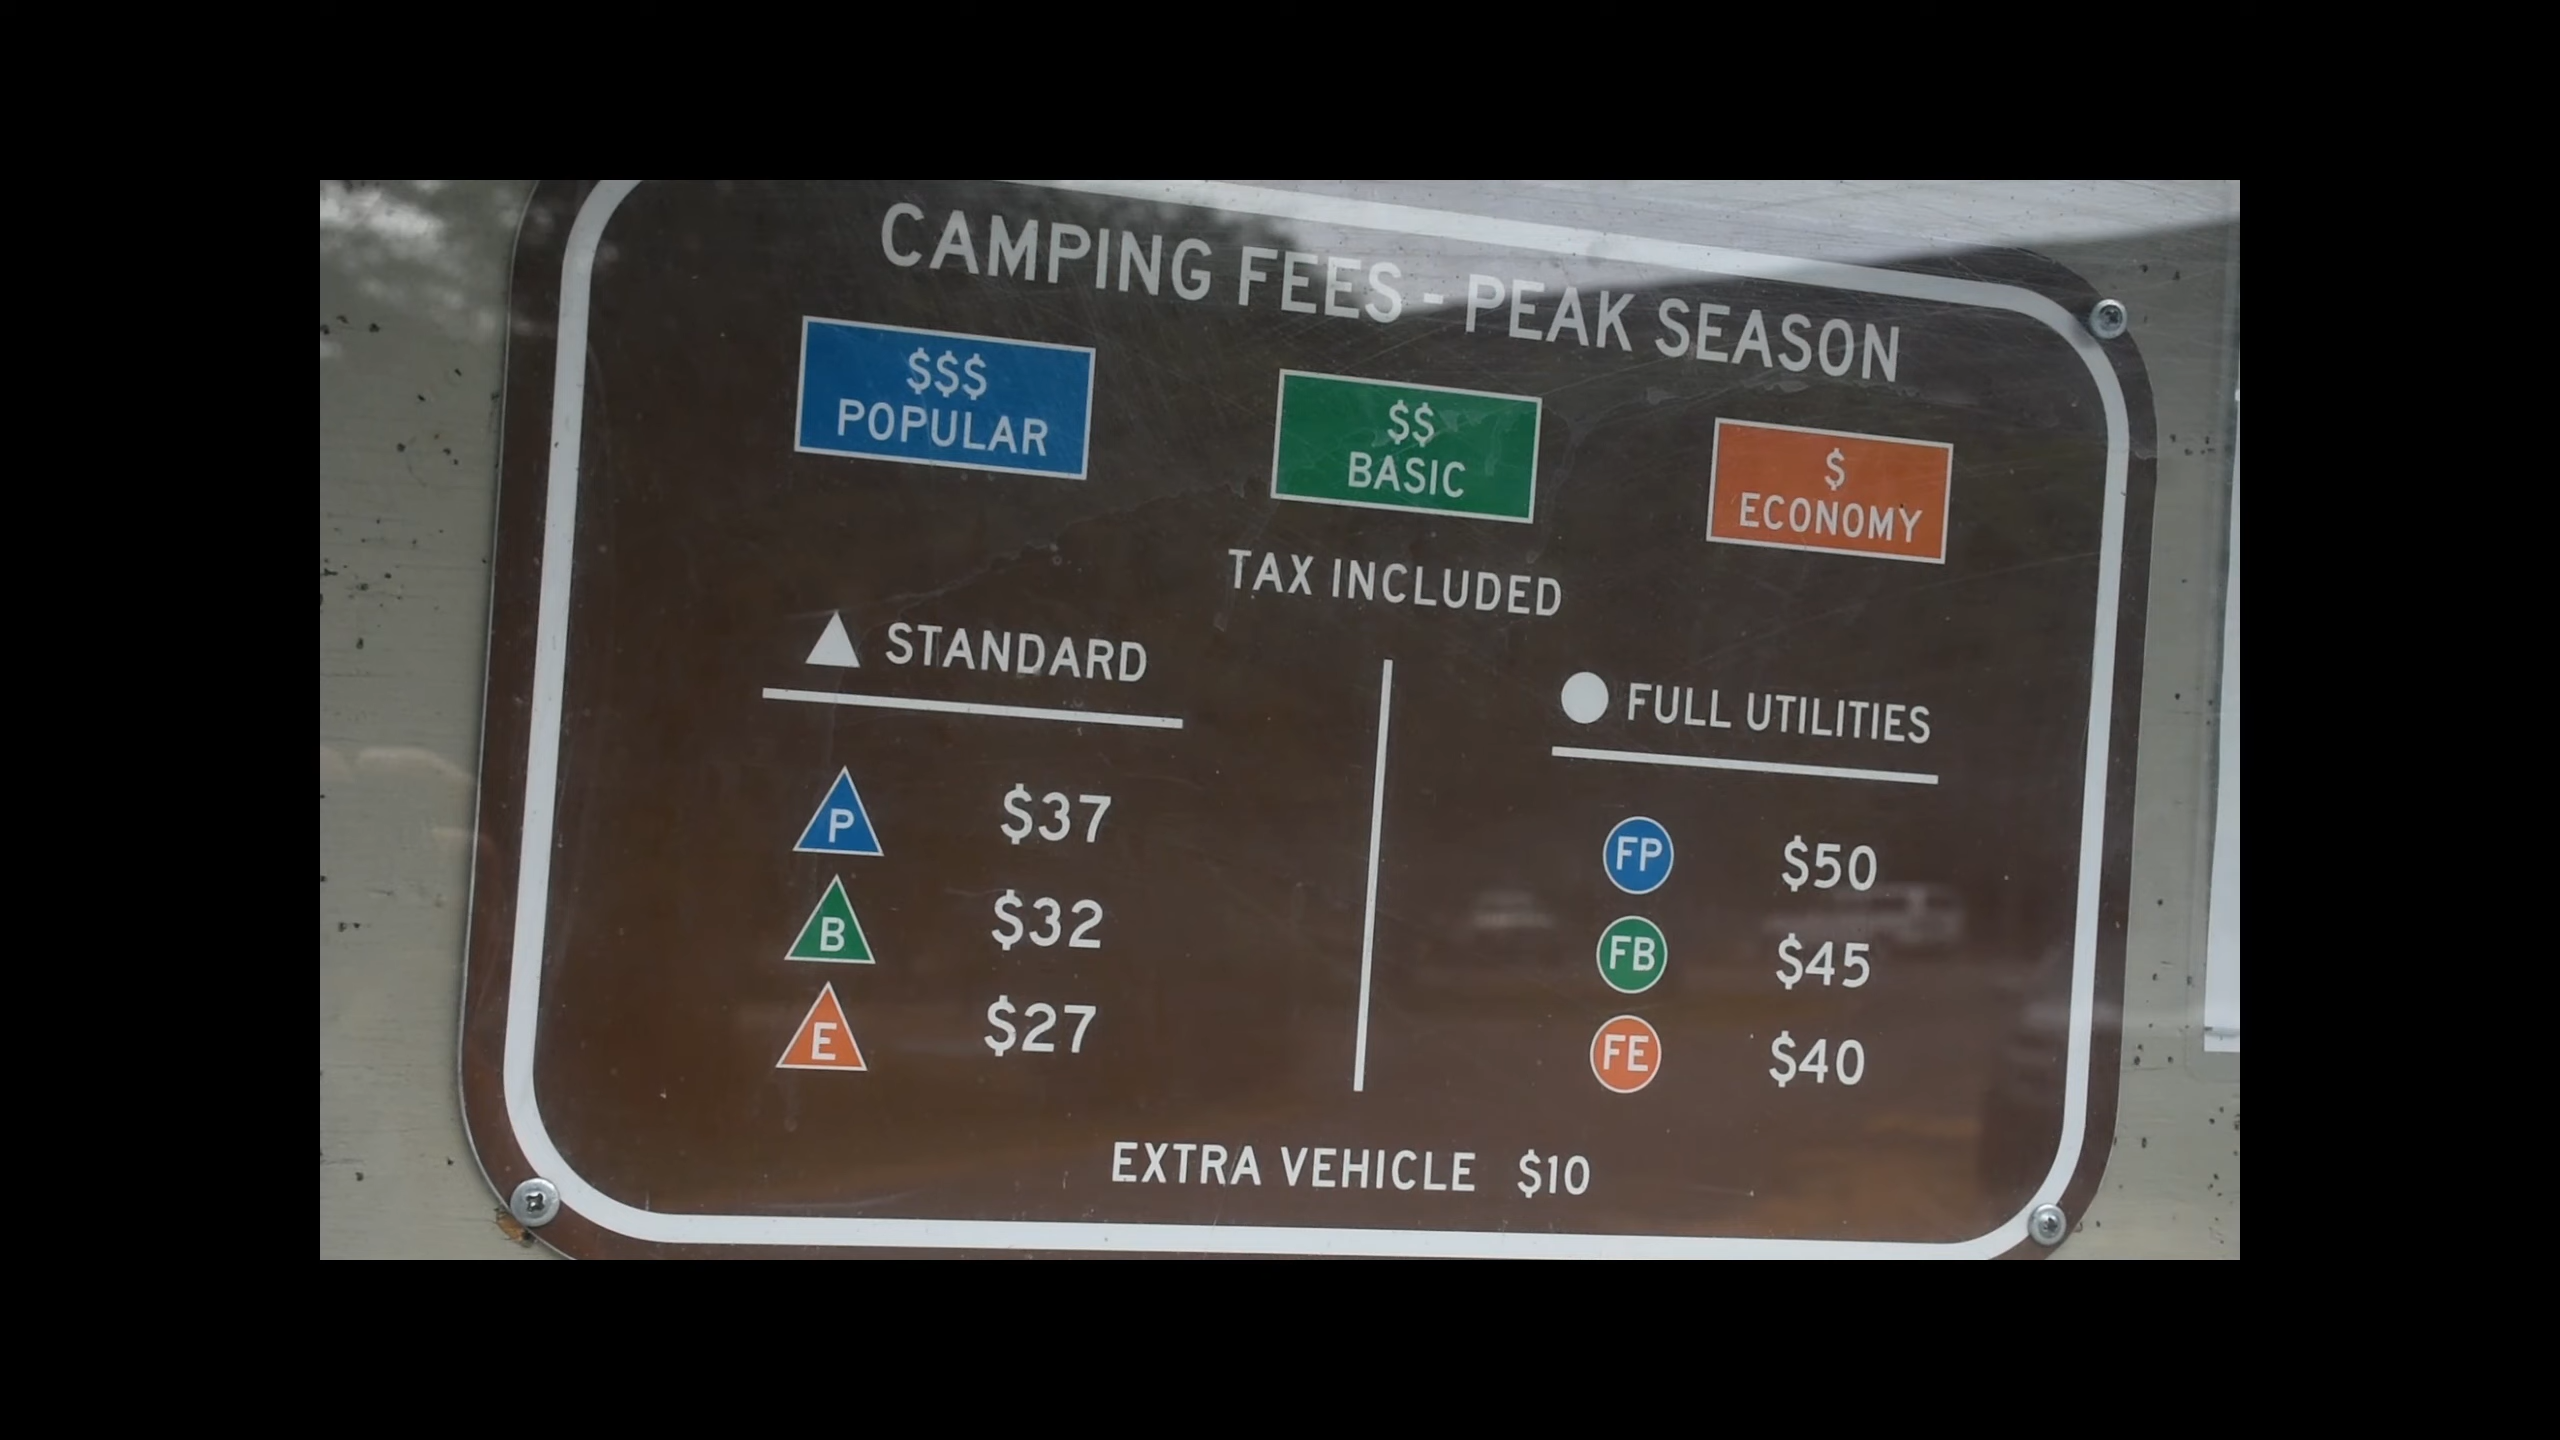 CAMPING FEES - PEAK SEASON
$$$
POPULAR
$$
BASIC
$
ECONOMY
TAX INCLUDED
STANDARD
P $37
B $32
E $27
FULL UTILITIES
FP $50
FB $45
FE $40
EXTRA VEHICLE $10